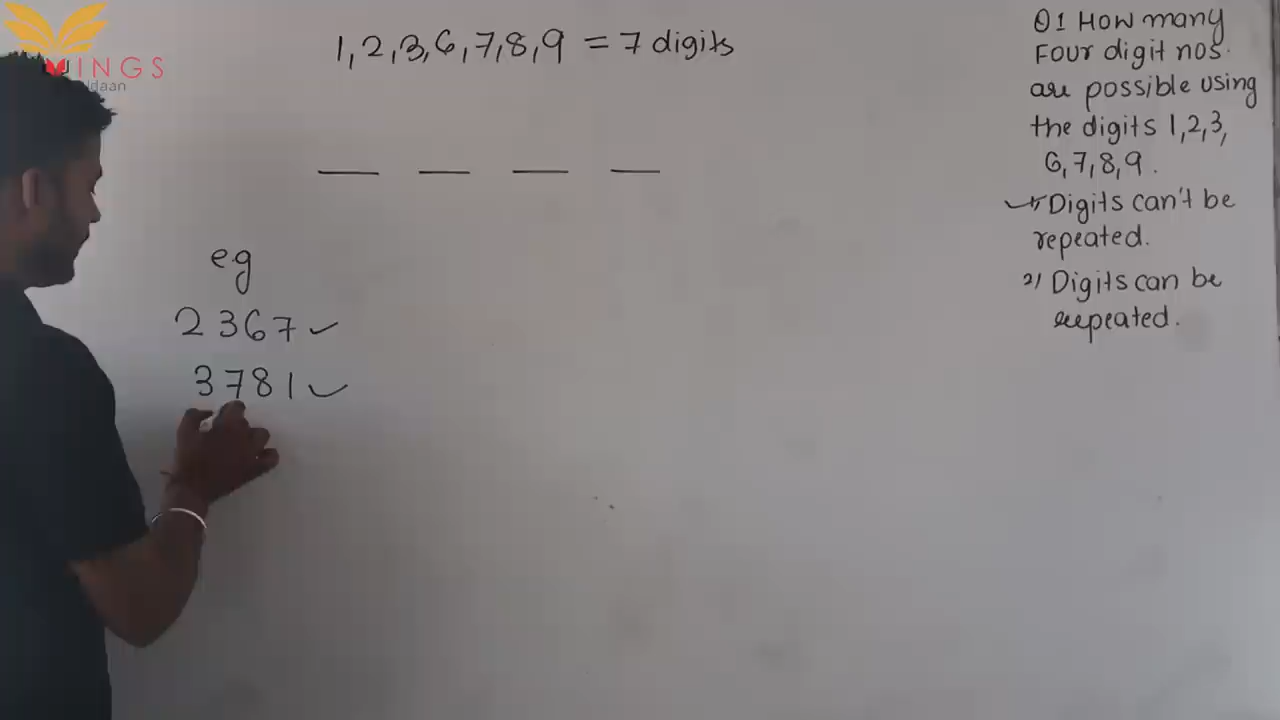 WINGS
idaan
1,2,3,6,7,8,9 = 7 digits
eg
2367
3781
Q1 How many
Four digit nos.
are possible using
the digits 1,2,3,
6,7,8,9.
1) Digits can't be
repeated.
2) Digits can be
repeated.